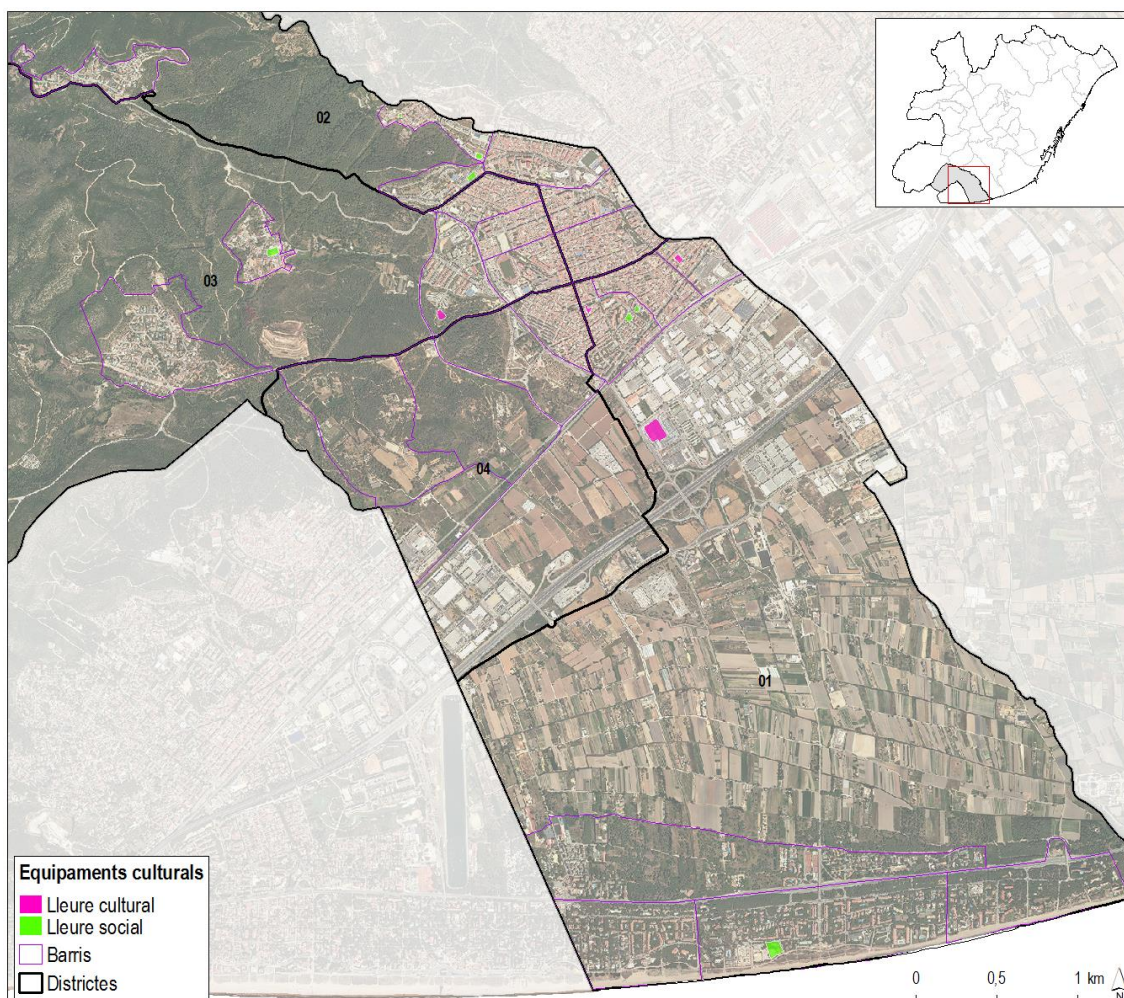 02
03
04
01
Equipaments culturals
Lleure cultural
Lleure social
Barris
Districtes
0 0,5 1 km
N